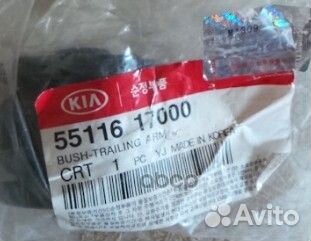 KIA 순정부품
55116 17000
BUSH-TRAILING ARM
CRT 1 PC YJ MADE IN KOREA
Avito